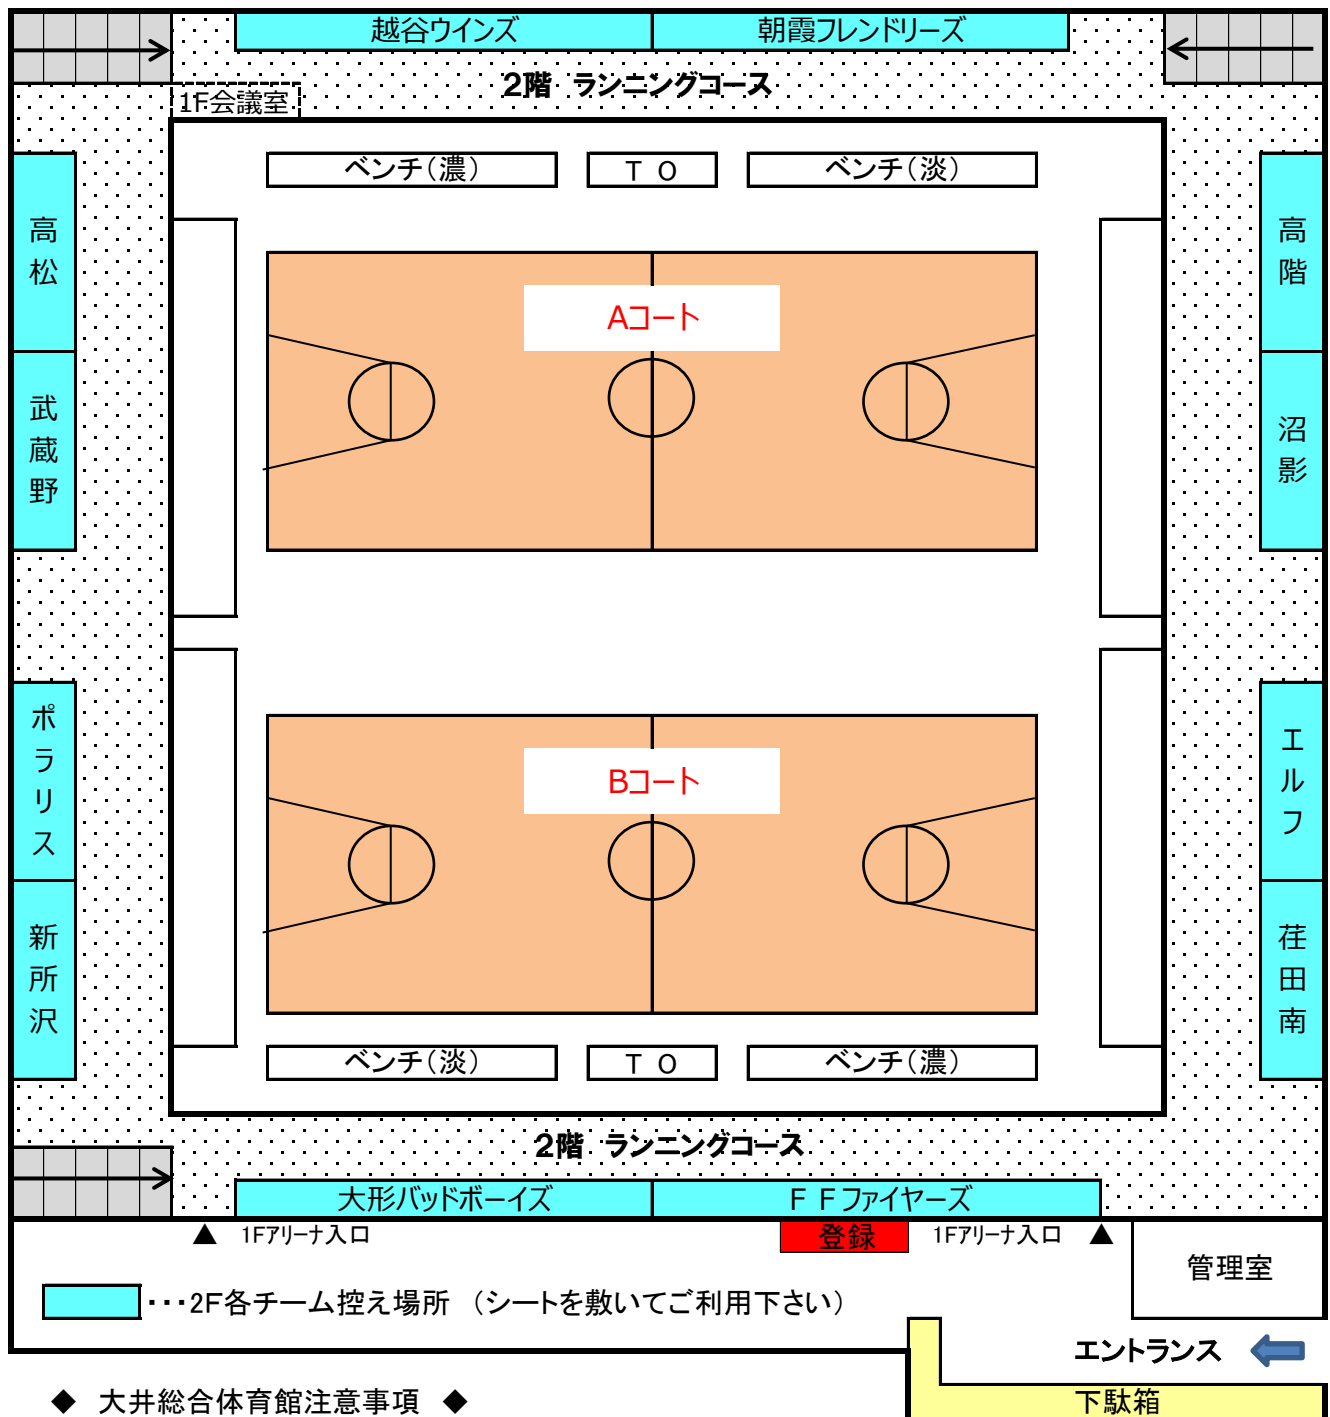 越谷ウインズ
朝霞フレンドリーズ
2階 ランニングコース
1F会議室
ベンチ（濃）
ＴＯ
ベンチ（淡）
高松
高階
Aコート
武蔵野
沼影
ポラリス
エルフ
Bコート
新所沢
荏田南
ベンチ（淡）
ＴＯ
ベンチ（濃）
2階 ランニングコース
大形バッドボーイズ
ＦＦファイヤーズ
▲ 1Fアリーナ入口
登録
1Fアリーナ入口 ▲
管理室
・・・2F各チーム控え場所 （シートを敷いてご利用下さい）
エントランス
◆ 大井総合体育館注意事項 ◆
下駄箱